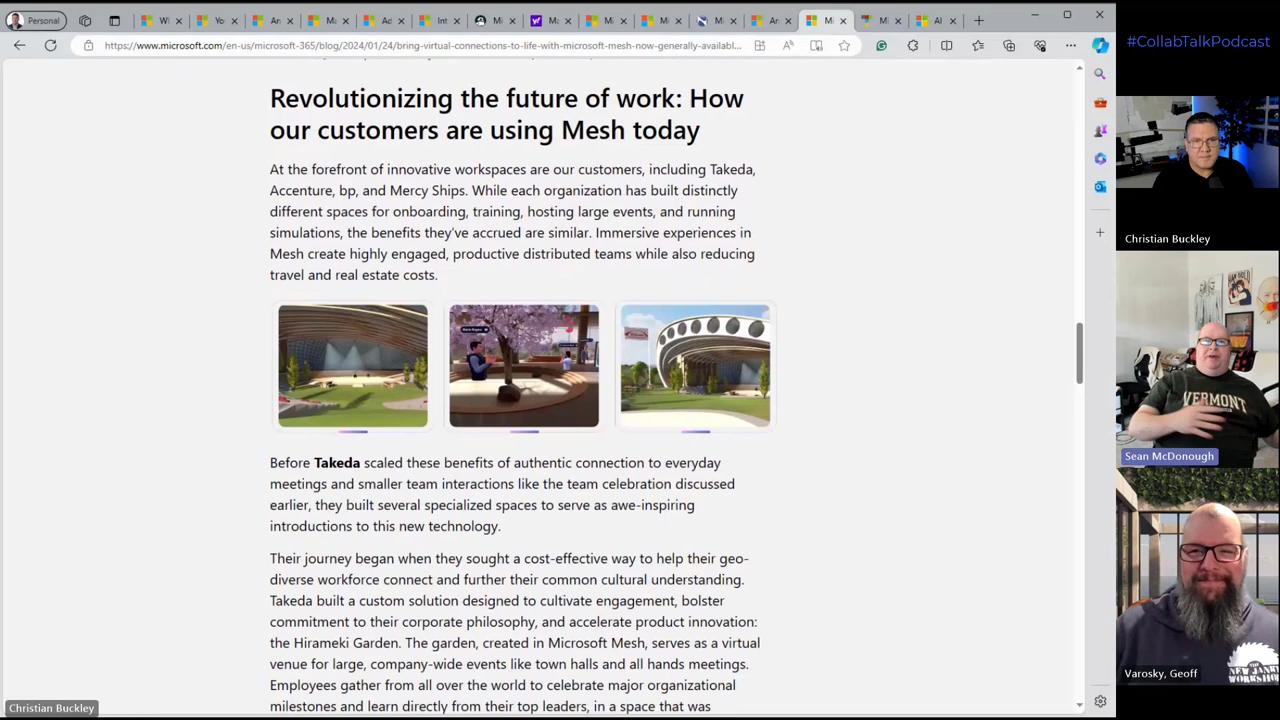 Personal
https://www.microsoft.com/en-us/microsoft-365/blog/2024/01/24/bring-virtual-connections-to-life-with-microsoft-mesh-now-generally-availabl...
#CollabTalkPodcast
Revolutionizing the future of work: How
our customers are using Mesh today
At the forefront of innovative workspaces are our customers, including Takeda,
Accenture, bp, and Mercy Ships. While each organization has built distinctly
different spaces for onboarding, training, hosting large events, and running
simulations, the benefits they've accrued are similar. Immersive experiences in
Mesh create highly engaged, productive distributed teams while also reducing
travel and real estate costs.
Before Takeda scaled these benefits of authentic connection to everyday
meetings and smaller team interactions like the team celebration discussed
earlier, they built several specialized spaces to serve as awe-inspiring
introductions to this new technology.
Their journey began when they sought a cost-effective way to help their geo-
diverse workforce connect and further their common cultural understanding.
Takeda built a custom solution designed to cultivate engagement, bolster
commitment to their corporate philosophy, and accelerate product innovation:
the Hirameki Garden. The garden, created in Microsoft Mesh, serves as a virtual
venue for large, company-wide events like town halls and all hands meetings.
Employees gather from all over the world to celebrate major organizational
milestones and learn directly from their top leaders, in a space that was
Christian Buckley
Christian Buckley
VERMONT
Sean McDonough
THE NEW JANKY
WORKSHOP
Varosky, Geoff